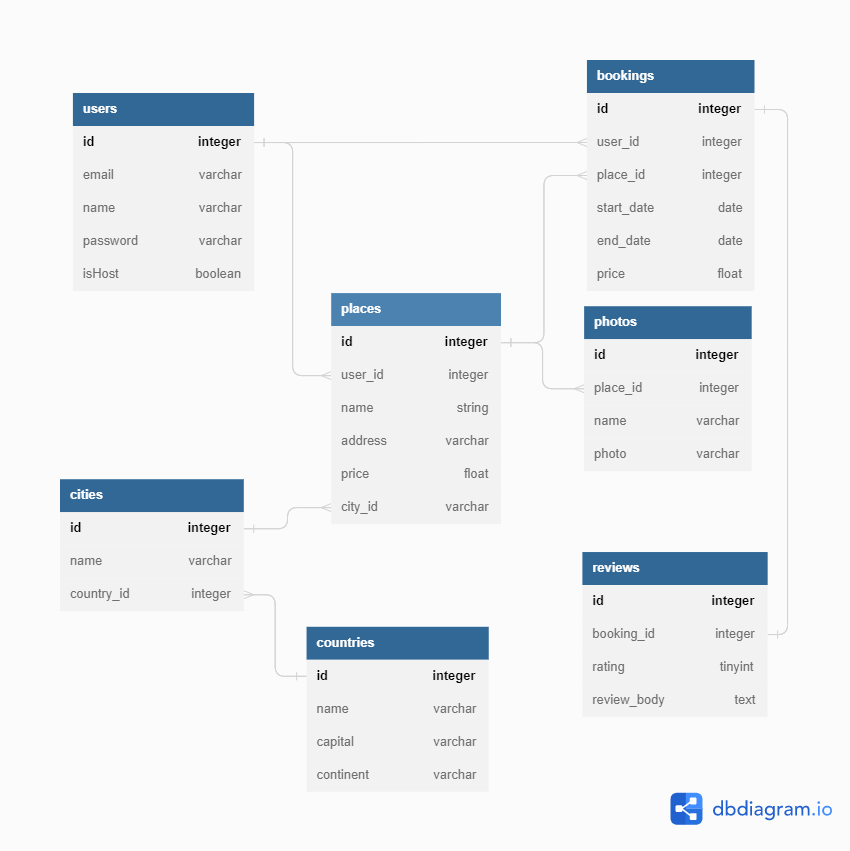 users
id integer
email varchar
name varchar
password varchar
isHost boolean
bookings
id integer
user_id integer
place_id integer
start_date date
end_date date
price float
places
id integer
user_id integer
name string
address varchar
price float
city_id varchar
photos
id integer
place_id integer
name varchar
photo varchar
cities
id integer
name varchar
country_id integer
reviews
id integer
booking_id integer
rating tinyint
review_body text
countries
id integer
name varchar
capital varchar
continent varchar
dbdiagram.io